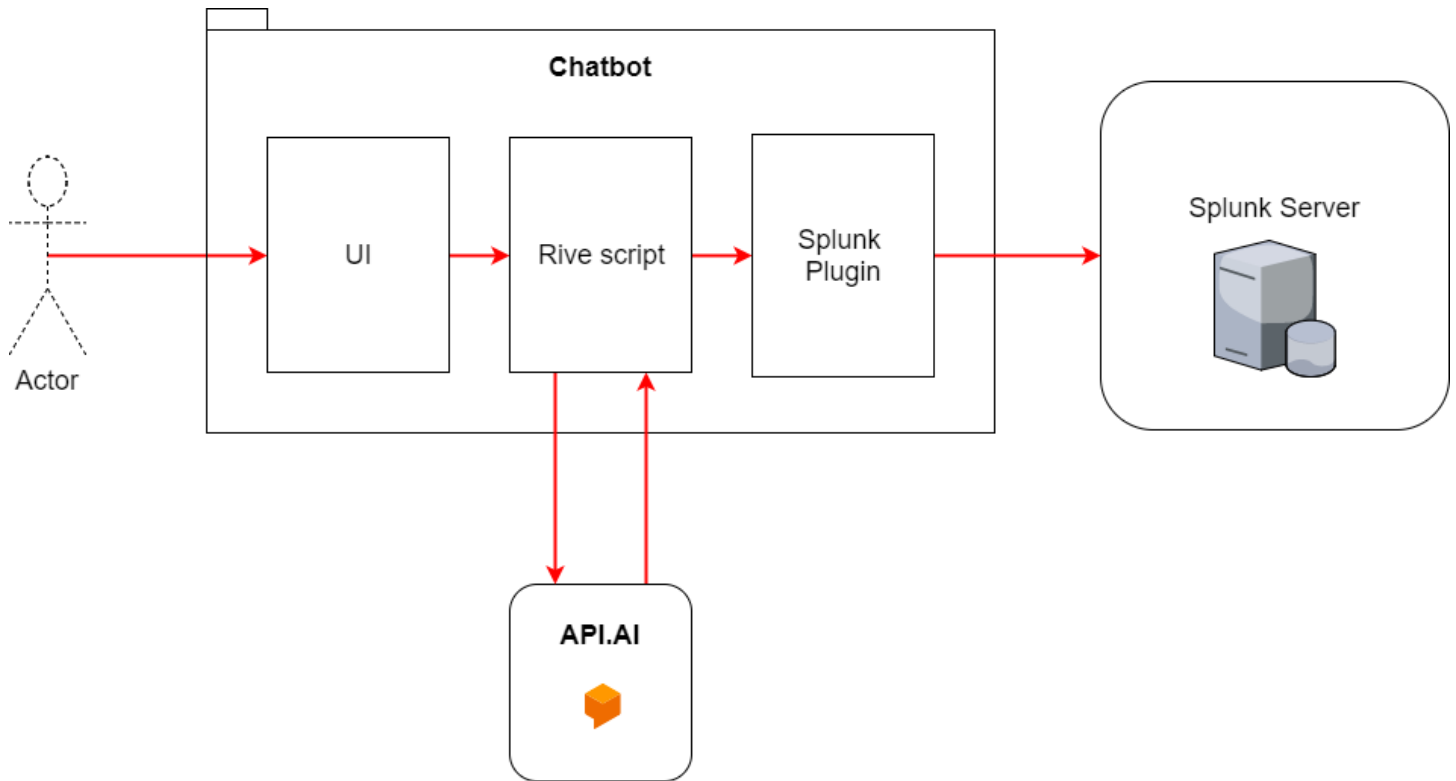 Chatbot
UI
Rive script
Splunk
Plugin
Splunk Server
Actor
API.AI